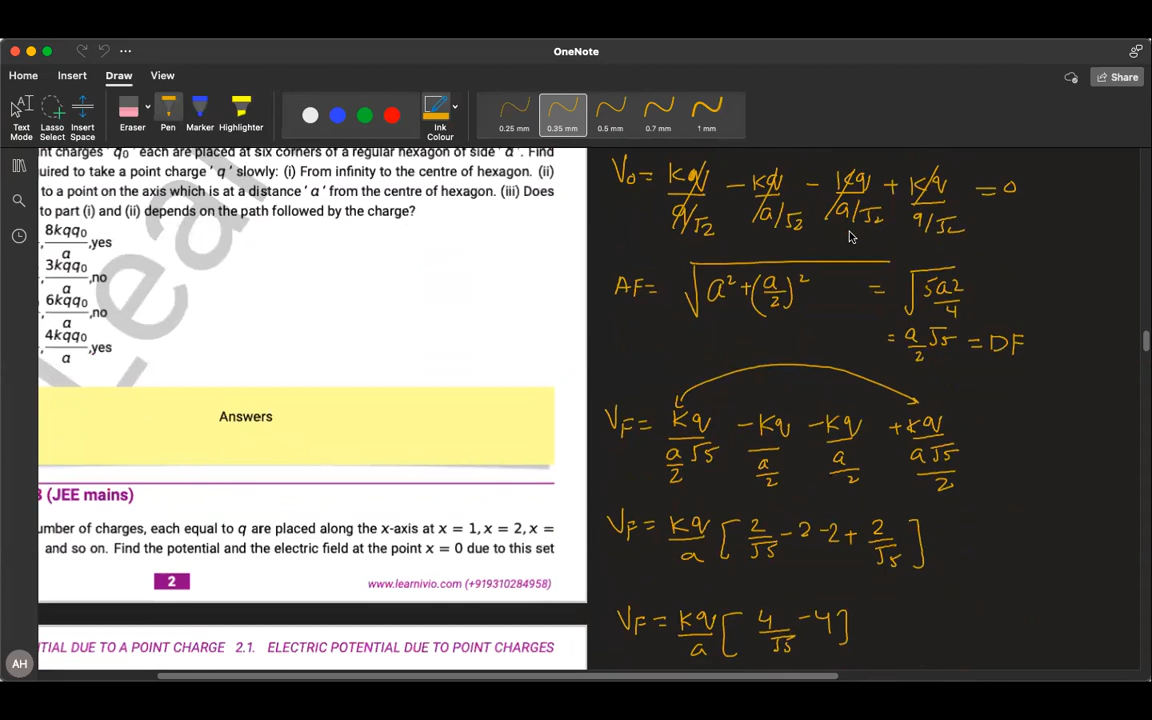 OneNote
Home Insert Draw View
Share
Text Mode
Lasso Select
Insert Space
Eraser
Pen
Marker
Highlighter
Ink Colour
0.25 mm
0.35 mm
0.5 mm
0.7 mm
1 mm
nt charges 'q₀' each are placed at six corners of a regular hexagon of side 'a'. Find
uired to take a point charge 'q' slowly: (i) From infinity to the centre of hexagon. (ii)
to a point on the axis which is at a distance 'a' from the centre of hexagon. (iii) Does
to part (i) and (ii) depends on the path followed by the charge?
, 8kqq₀/a, yes
, 3kqq₀/a, no
, 6kqq₀/a, no
, 4kqq₀/a, yes
Leal
Answers
B (JEE mains)
umber of charges, each equal to q are placed along the x-axis at x = 1, x = 2, x =
and so on. Find the potential and the electric field at the point x = 0 due to this set
2
www.learnivio.com (+919310284958)
NTIAL DUE TO A POINT CHARGE 2.1. ELECTRIC POTENTIAL DUE TO POINT CHARGES
AH
V₀ = Kq/(a/√2) − Kq/(a/√2) − Kq/(a/√2) + Kq/(a/√2) = 0
AF = √(a² + (a/2)²) = √(5a²/4)
= a/2 √5 = DF
V_F = Kq/(a/2 √5) − Kq/(a/2) − Kq/(a/2) + Kq/(a√5/2)
V_F = Kq/a [2/√5 − 2 − 2 + 2/√5]
V_F = Kq/a [4/√5 − 4]